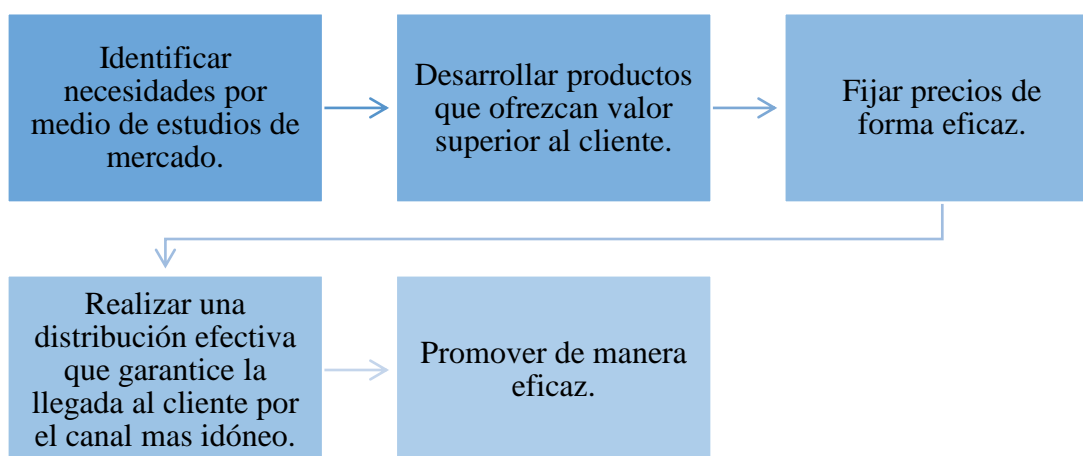 Identificar
necesidades por
medio de estudios de
mercado.
Desarrollar productos
que ofrezcan valor
superior al cliente.
Fijar precios de
forma eficaz.
Realizar una
distribución efectiva
que garantice la
llegada al cliente por
el canal mas idóneo.
Promover de manera
eficaz.